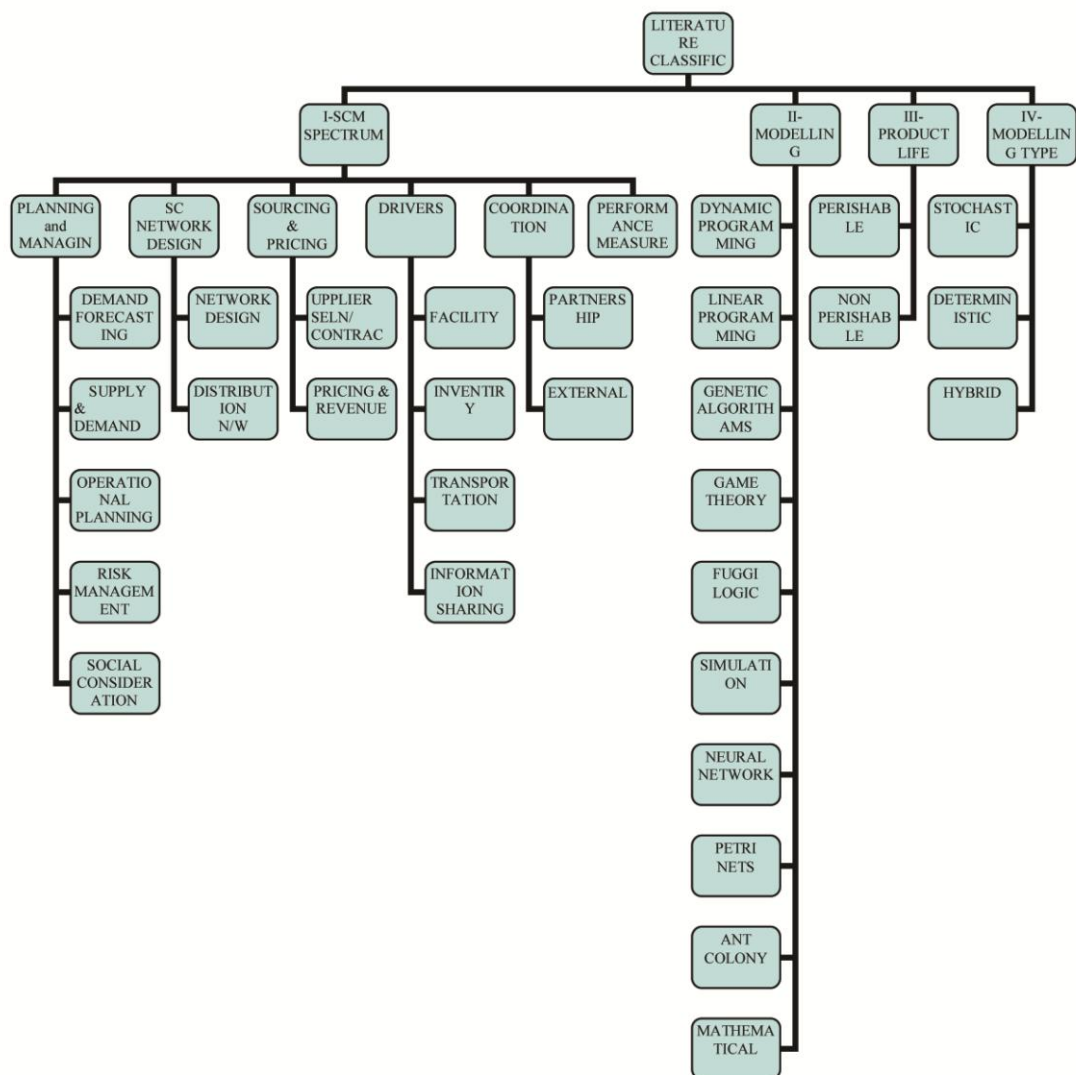 LITERATU
RE
CLASSIFIC
I-SCM
SPECTRUM
II-
MODELLIN
G
III-
PRODUCT
LIFE
IV-
MODELLIN
G TYPE
PLANNING
and
MANAGIN
SC
NETWORK
DESIGN
SOURCING
& PRICING
DRIVERS
COORDINA
TION
PERFORM
ANCE
MEASURE
DEMAND
FORECAST
ING
SUPPLY
&
DEMAND
OPERATIO
NAL
PLANNING
RISK
MANAGEM
ENT
SOCIAL
CONSIDER
ATION
NETWORK
DESIGN
DISTRIBUT
ION
N/W
UPPLIER
SELN/
CONTRAC
PRICING &
REVENUE
FACILITY
INVENTIR
Y
TRANSPOR
TATION
INFORMAT
ION
SHARING
PARTNERS
HIP
EXTERNAL
DYNAMIC
PROGRAM
MING
LINEAR
PROGRAM
MING
GENETIC
ALGORITH
AMS
GAME
THEORY
FUGGI
LOGIC
SIMULATI
ON
NEURAL
NETWORK
PETRI
NETS
ANT
COLONY
MATHEMA
TICAL
PERISHAB
LE
NON
PERISHABLE
STOCHAST
IC
DETERMIN
ISTIC
HYBRID